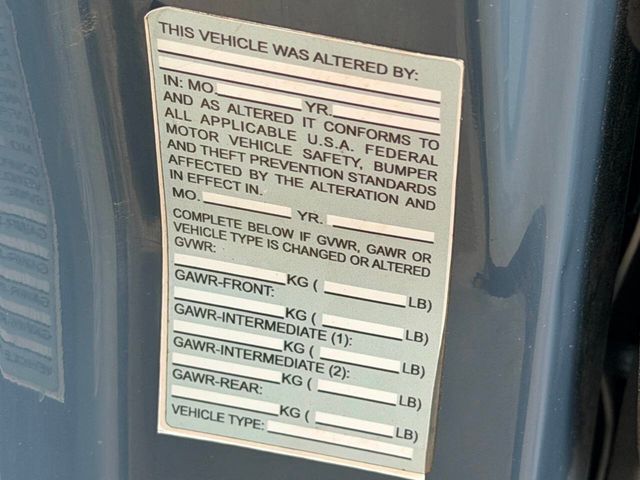 THIS VEHICLE WAS ALTERED BY:
IN: MO. YR.
AND AS ALTERED IT CONFORMS TO
ALL APPLICABLE U.S.A. FEDERAL
MOTOR VEHICLE SAFETY, BUMPER
AND THEFT PREVENTION STANDARDS
AFFECTED BY THE ALTERATION AND
IN EFFECT IN.
MO. YR.
COMPLETE BELOW IF GVWR, GAWR OR
VEHICLE TYPE IS CHANGED OR ALTERED
GVWR:
KG ( LB)
GAWR-FRONT:
KG ( LB)
GAWR-INTERMEDIATE (1):
KG ( LB)
GAWR-INTERMEDIATE (2):
KG ( LB)
GAWR-REAR:
KG ( LB)
VEHICLE TYPE: